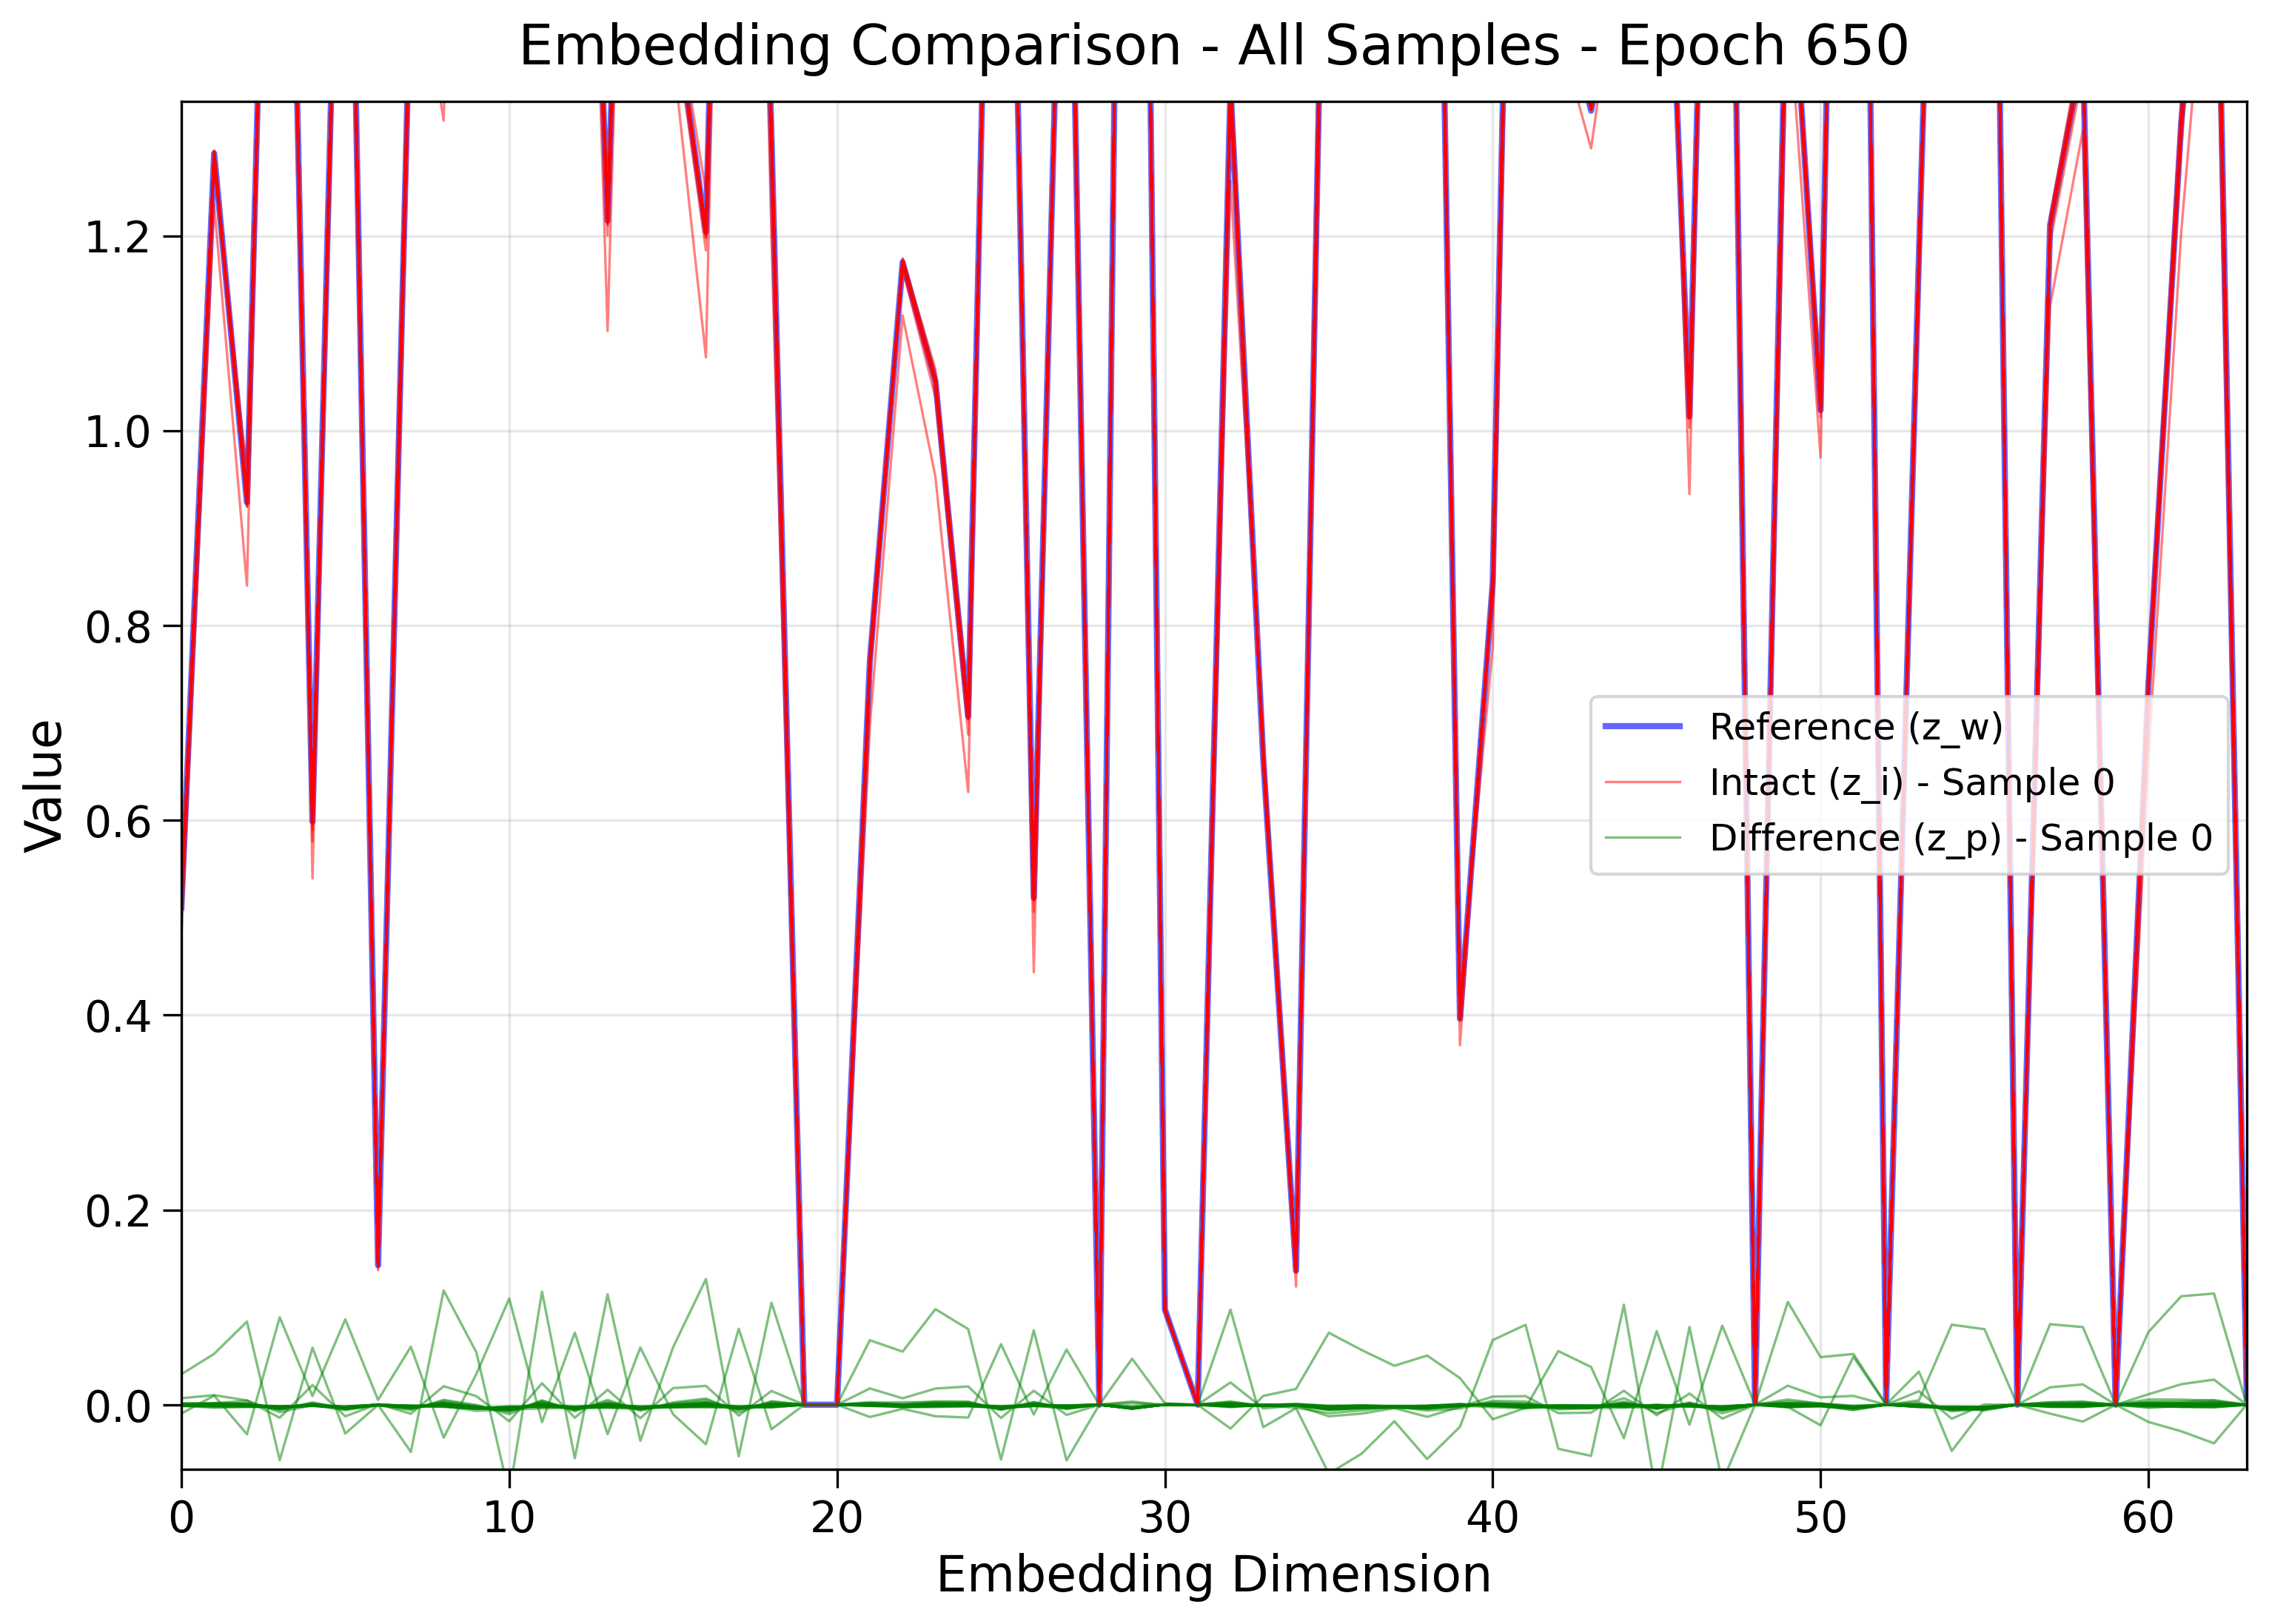 Embedding Comparison - All Samples - Epoch 650
Value
1.2
1.0
0.8
0.6
0.4
0.2
0.0
Reference (z_w)
Intact (z_i) - Sample 0
Difference (z_p) - Sample 0
0 10 20 30 40 50 60
Embedding Dimension